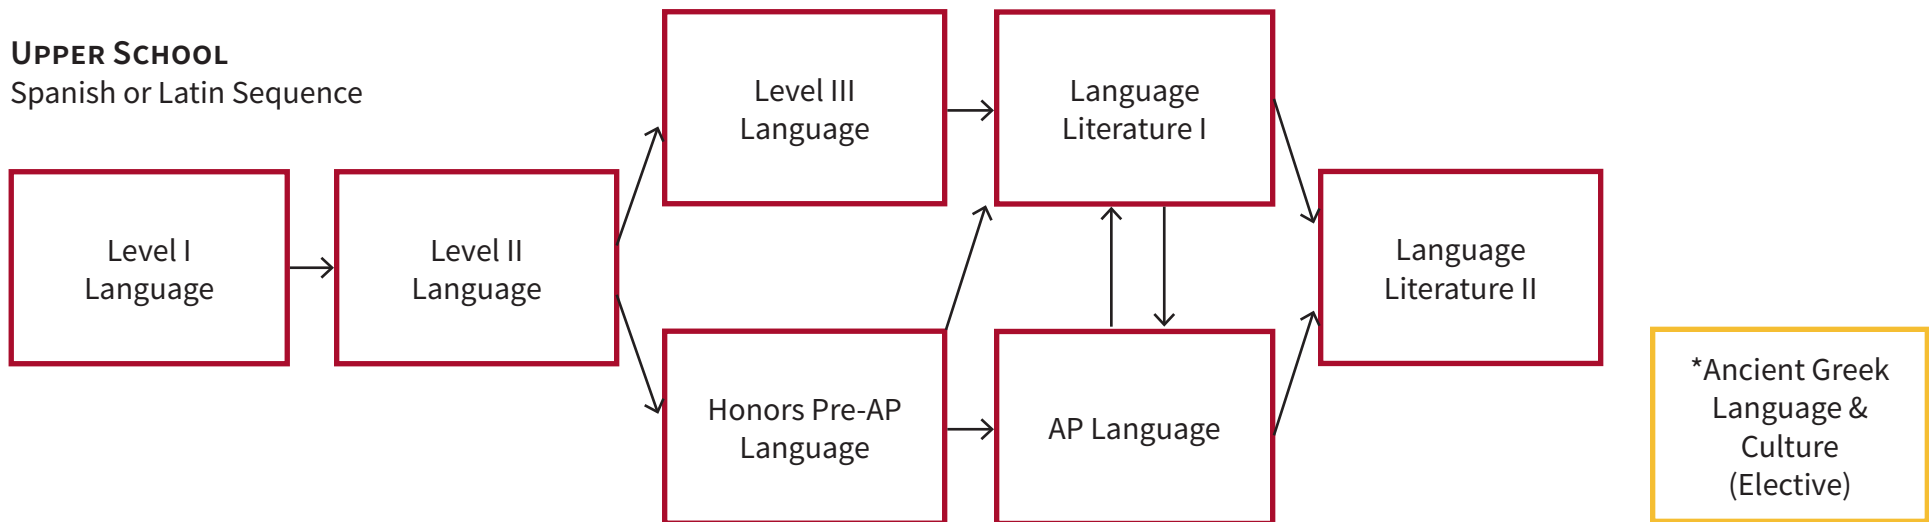 UPPER SCHOOL
Spanish or Latin Sequence
Level I
Language
Level II
Language
Level III
Language
Language
Literature I
Honors Pre-AP
Language
AP Language
Language
Literature II
*Ancient Greek
Language &
Culture
(Elective)